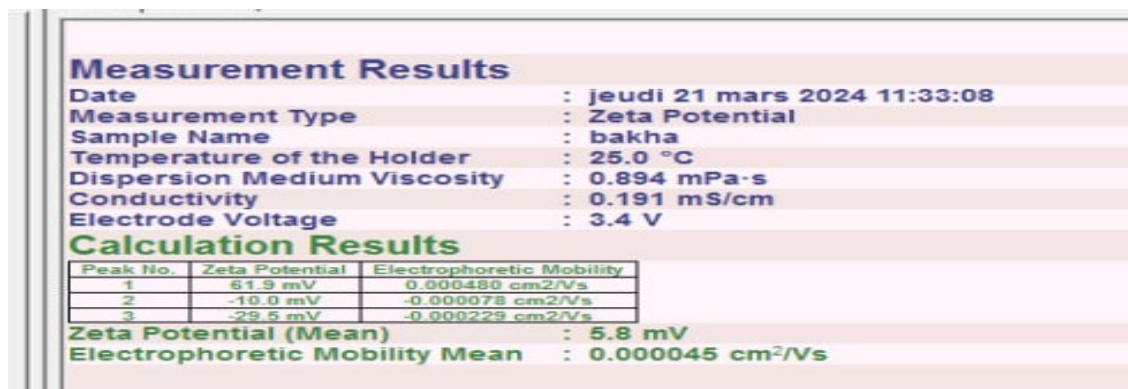 Measurement Results
Date : jeudi 21 mars 2024 11:33:08
Measurement Type : Zeta Potential
Sample Name : bakha
Temperature of the Holder : 25.0 °C
Dispersion Medium Viscosity : 0.894 mPa·s
Conductivity : 0.191 mS/cm
Electrode Voltage : 3.4 V
Calculation Results
Peak No. Zeta Potential Electrophoretic Mobility
1 61.9 mV 0.000480 cm2/Vs
2 -10.0 mV -0.000078 cm2/Vs
3 -29.5 mV -0.000229 cm2/Vs
Zeta Potential (Mean) : 5.8 mV
Electrophoretic Mobility Mean : 0.000045 cm²/Vs